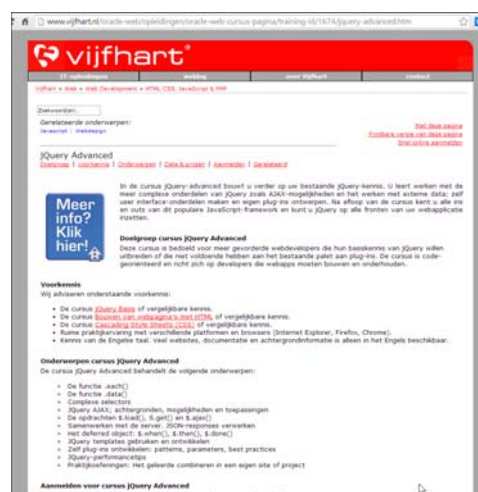 www.vijfhart.nl/oracle-web/opleidingen/oracle-web-cursus-pagina/training-id/1674/jquery-advanced.htm
vijfhart
IT-opleidingen weblog over Vijfhart contact
Vijfhart » Web » Web Development » HTML, CSS, JavaScript & PHP
Zoekwoorden...
Gerelateerde onderwerpen:
Javascript | Webdesign
Mail deze pagina
Printbare versie van deze pagina
Snel online aanmelden
jQuery Advanced
Doelgroep | Voorkennis | Onderwerpen | Data & prijzen | Aanmelden | Gerelateerd
Meer
info?
Klik
hier!
In de cursus jQuery-advanced bouwt u verder op uw bestaande jQuery-kennis. U leert werken met de
meer complexe onderdelen van jQuery zoals AJAX-mogelijkheden en het werken met externe data; zelf
user interface-onderdelen maken en eigen plug-ins ontwerpen. Na afloop van de cursus kent u alle ins
en outs van dit populaire JavaScript-framework en kunt u jQuery op alle fronten van uw webapplicatie
inzetten.
Doelgroep cursus jQuery Advanced
Deze cursus is bedoeld voor meer gevorderde webdevelopers die hun basiskennis van jQuery willen
uitbreiden of die niet voldoende hebben aan het bestaande palet aan plug-ins. De cursus is code-
georiënteerd en richt zich op developers die webapps moeten bouwen en onderhouden.
Voorkennis
Wij adviseren onderstaande voorkennis:
De cursus jQuery Basis of vergelijkbare kennis.
De cursus Bouwen van webpagina's met HTML of vergelijkbare kennis.
De cursus Cascading Style Sheets (CSS) of vergelijkbare kennis.
Ruime praktijkervaring met verschillende platformen en browsers (Internet Explorer, Firefox, Chrome).
Kennis van de Engelse taal. Veel websites, documentatie en achtergrondinformatie is alleen in het Engels beschikbaar.
Onderwerpen cursus jQuery Advanced
De cursus jQuery Advanced behandelt de volgende onderwerpen:
De functie .each()
De functie .data()
Complexe selectors
JQuery AJAX; achtergronden, mogelijkheden en toepassingen
De opdrachten $.load(), $.get() en $.ajax()
Samenwerken met de server. JSON-responses verwerken
Het deferred object: $.when(), $.then(), $.done()
JQuery templates gebruiken en ontwikkelen
Zelf plug-ins ontwikkelen: patterns, parameters, best practices
JQuery-performancetips
Praktijkoefeningen: Het geleerde combineren in een eigen site of project
Aanmelden voor cursus jQuery Advanced